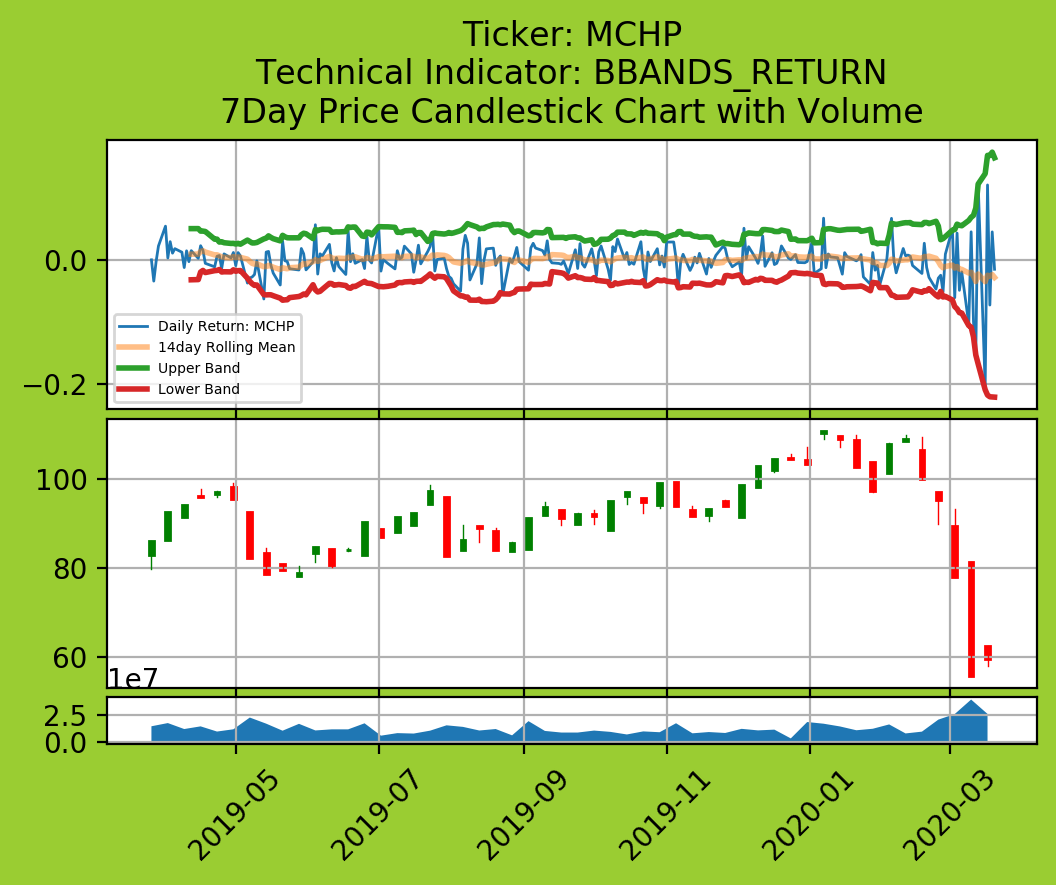 Ticker: MCHP
Technical Indicator: BBANDS_RETURN
7Day Price Candlestick Chart with Volume
0.0
−0.2
Daily Return: MCHP
14day Rolling Mean
Upper Band
Lower Band
100
80
60
1e7
2.5
0.0
2019-05
2019-07
2019-09
2019-11
2020-01
2020-03